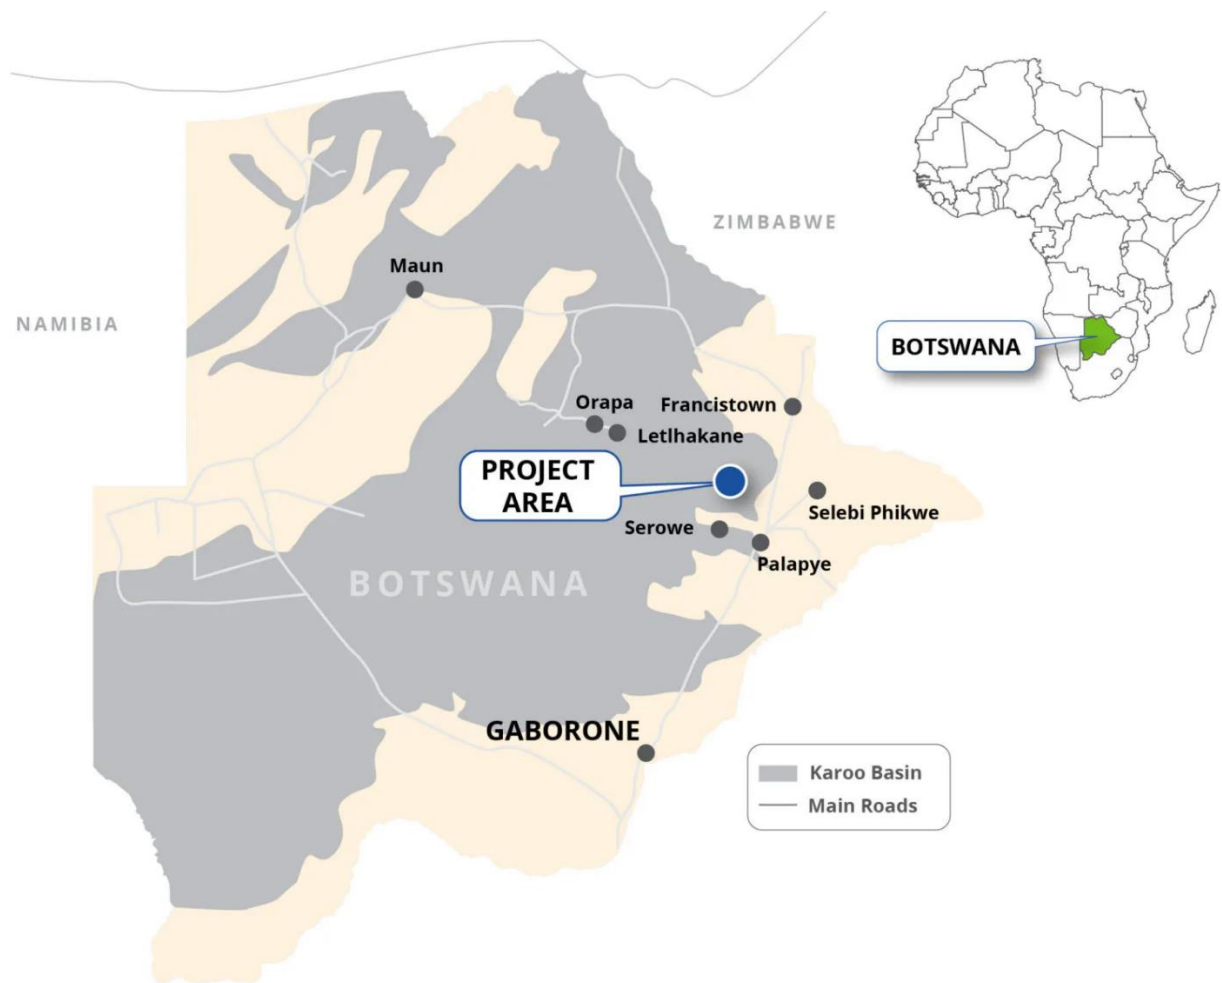 ZIMBABWE
Maun
NAMIBIA
BOTSWANA
Orapa
Francistown
Letlhakane
PROJECT
AREA
Selebi Phikwe
Serowe
Palapye
BOTSWANA
GABORONE
Karoo Basin
Main Roads